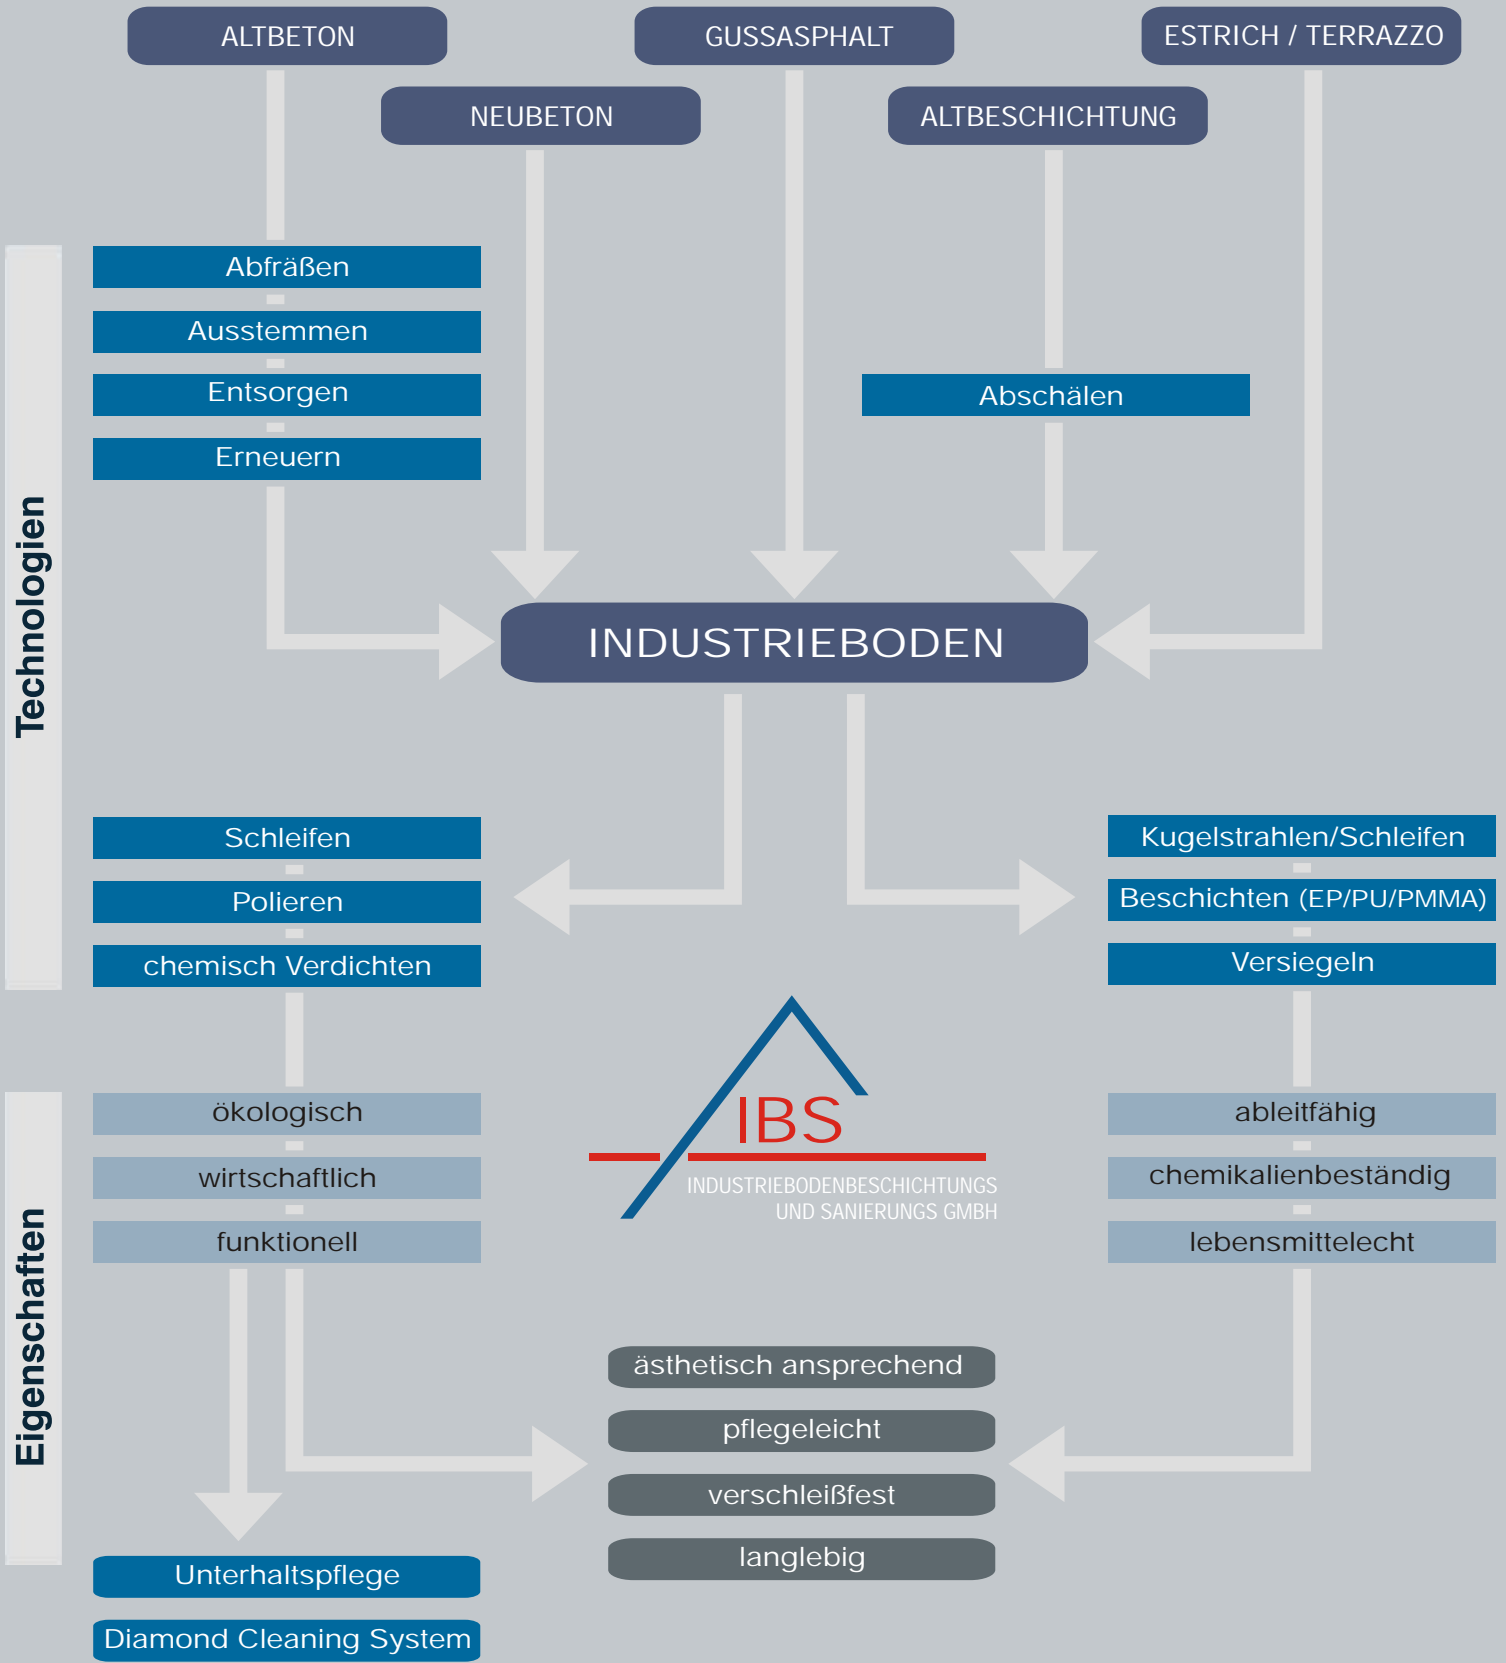 ALTBETON
GUSSASPHALT
ESTRICH / TERRAZZO
NEUBETON
ALTBESCHICHTUNG
Technologien
Abfräßen
Ausstemmen
Entsorgen
Erneuern
Abschälen
INDUSTRIEBODEN
Schleifen
Polieren
chemisch Verdichten
Kugelstrahlen/Schleifen
Beschichten (EP/PU/PMMA)
Versiegeln
IBS
INDUSTRIEBODENBESCHICHTUNGS
UND SANIERUNGS GMBH
Eigenschaften
ökologisch
wirtschaftlich
funktionell
ableitfähig
chemikalienbeständig
lebensmittelecht
ästhetisch ansprechend
pflegeleicht
verschleißfest
langlebig
Unterhaltspflege
Diamond Cleaning System